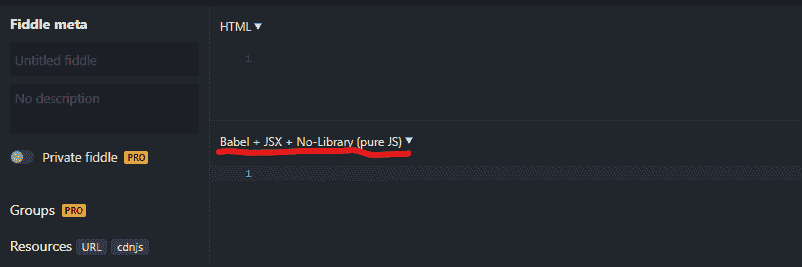 Fiddle meta
HTML ▼
Untitled fiddle
1
No description
Babel + JSX + No-Library (pure JS) ▼
Private fiddle PRO
1
Groups PRO
Resources URL cdnjs